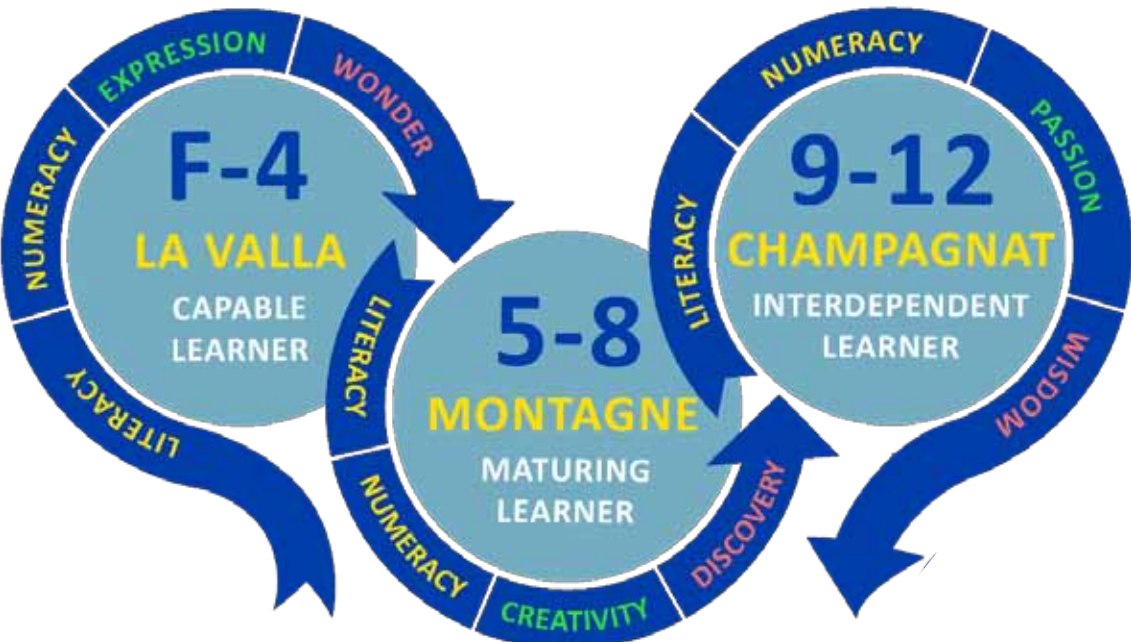 LITERACY
NUMERACY
EXPRESSION
WONDER
F-4
LA VALLA
CAPABLE
LEARNER
LITERACY
NUMERACY
CREATIVITY
DISCOVERY
5-8
MONTAGNE
MATURING
LEARNER
LITERACY
NUMERACY
PASSION
WISDOM
9-12
CHAMPAGNAT
INTERDEPENDENT
LEARNER